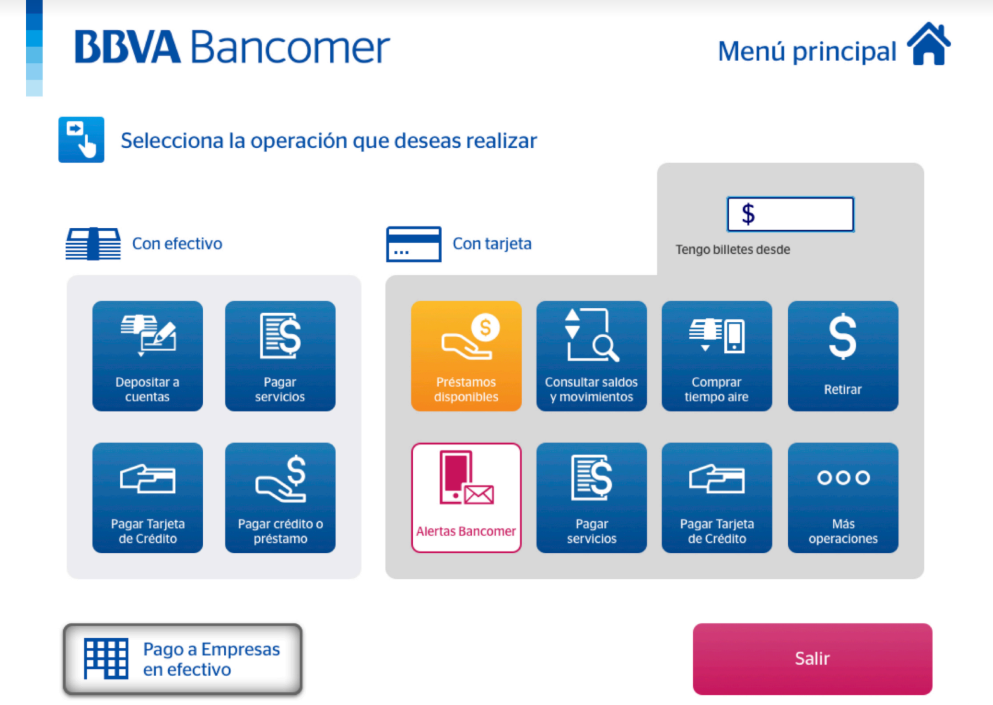 BBVA Bancomer
Menú principal
Selecciona la operación que deseas realizar
$
Tengo billetes desde
Con efectivo
Con tarjeta
Depositar a
cuentas
Pagar
servicios
Préstamos
disponibles
Consultar saldos
y movimientos
Comprar
tiempo aire
Retirar
Pagar Tarjeta
de Crédito
Pagar crédito o
préstamo
Alertas Bancomer
Pagar
servicios
Pagar Tarjeta
de Crédito
Más
operaciones
Pago a Empresas
en efectivo
Salir